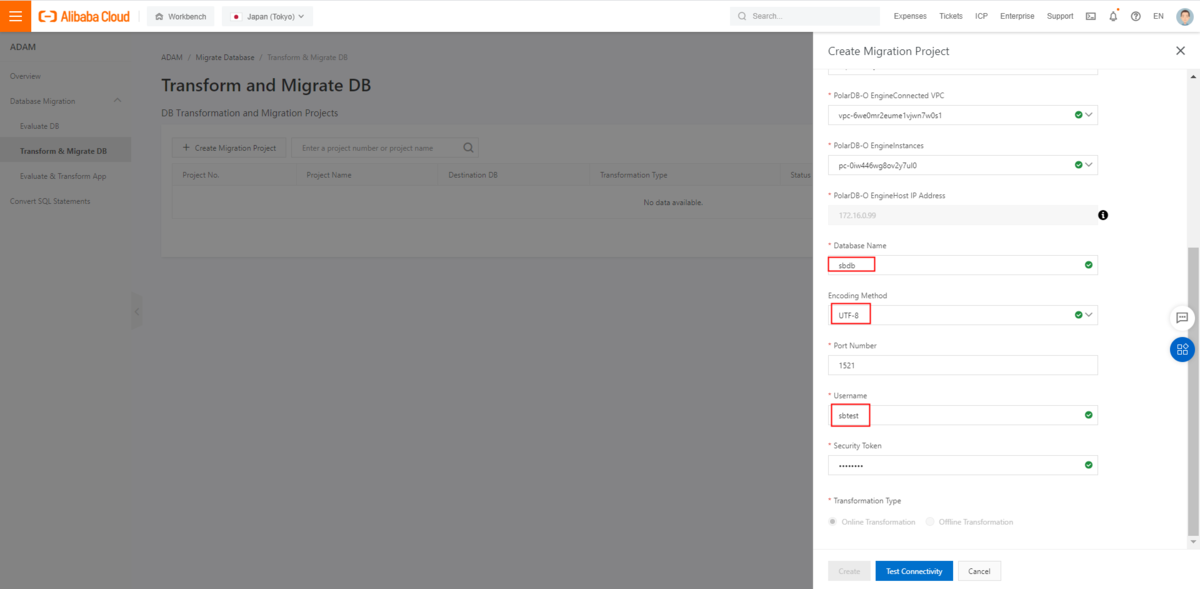 Alibaba Cloud
Workbench
Japan (Tokyo)
Search...
Expenses
Tickets
ICP
Enterprise
Support
EN
ADAM
Overview
Database Migration
Evaluate DB
Transform & Migrate DB
Evaluate & Transform App
Convert SQL Statements
ADAM / Migrate Database / Transform & Migrate DB
Transform and Migrate DB
DB Transformation and Migration Projects
+ Create Migration Project
Enter a project number or project name
Project No.
Project Name
Destination DB
Transformation Type
Status
No data available.
Create Migration Project
* PolarDB-O EngineConnected VPC
vpc-6we0mr2eume1vjwn7w0s1
* PolarDB-O EngineInstances
pc-0iw446wg8ov2y7ul0
* PolarDB-O EngineHost IP Address
172.16.0.99
* Database Name
sbdb
Encoding Method
UTF-8
* Port Number
1521
* Username
sbtest
* Security Token
••••••••
* Transformation Type
Online Transformation
Offline Transformation
Create
Test Connectivity
Cancel